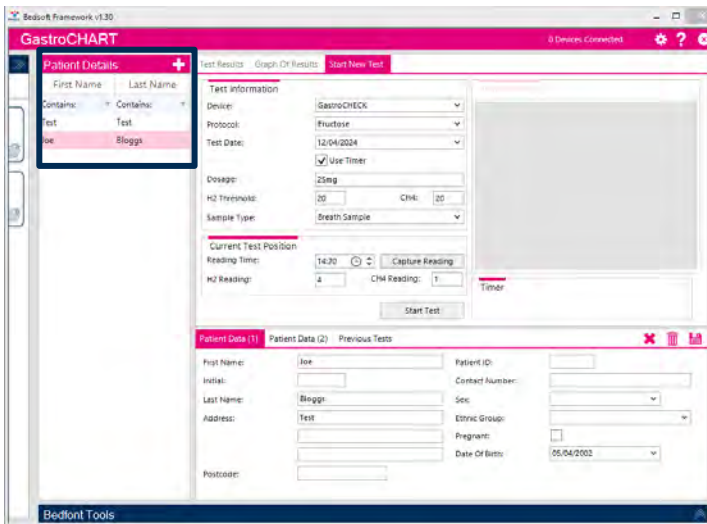 Bedsoft Framework v1.30
GastroCHART
0 Devices Connected
Patient Details
First Name Last Name
Contains: Contains:
Test Test
Joe Bloggs
Test Results Graph Of Results Start New Test
Test Information
Device: GastroCHECK
Protocol: Fructose
Test Date: 12/04/2024
Use Timer
Dosage: 25mg
H2 Threshold: 20 CH4: 20
Sample Type: Breath Sample
Current Test Position
Reading Time: 14:20 Capture Reading
H2 Reading: 4 CH4 Reading: 1
Start Test
Timer
Patient Data (1) Patient Data (2) Previous Tests
First Name: Joe
Initial:
Last Name: Bloggs
Address: Test
Postcode:
Patient ID:
Contact Number:
Sex:
Ethnic Group:
Pregnant:
Date Of Birth: 05/04/2002
Bedfont Tools